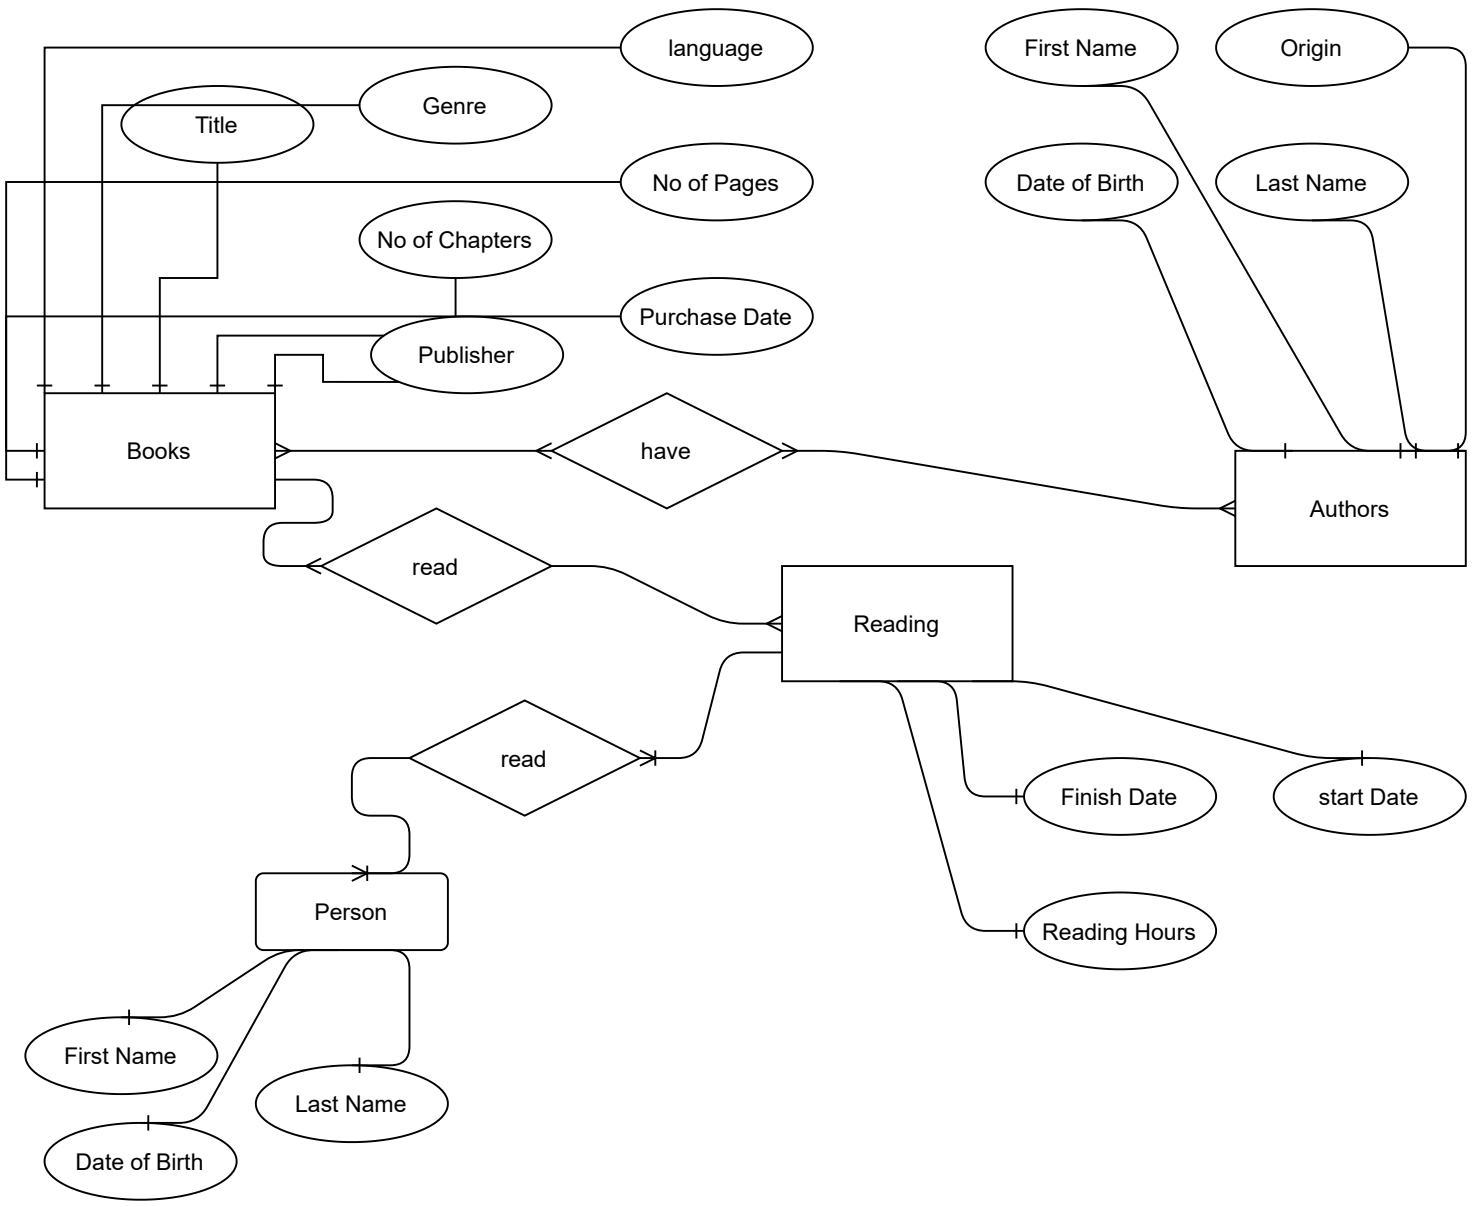 language
First Name
Origin
Genre
Title
No of Pages
Date of Birth
Last Name
No of Chapters
Purchase Date
Publisher
Books
have
Authors
read
Reading
read
Finish Date
start Date
Person
Reading Hours
First Name
Last Name
Date of Birth